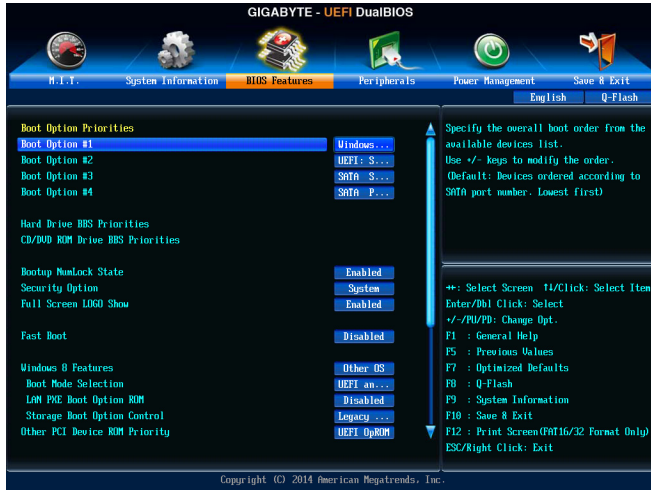 GIGABYTE - UEFI DualBIOS
M.I.T. System Information BIOS Features Peripherals Power Management Save & Exit
English Q-Flash
Boot Option Priorities
Boot Option #1 Windows...
Boot Option #2 UEFI: S...
Boot Option #3 SATA S...
Boot Option #4 SATA P...
Hard Drive BBS Priorities
CD/DVD ROM Drive BBS Priorities
Bootup NumLock State Enabled
Security Option System
Full Screen LOGO Show Enabled
Fast Boot Disabled
Windows 8 Features Other OS
Boot Mode Selection UEFI an...
LAN PXE Boot Option ROM Disabled
Storage Boot Option Control Legacy ...
Other PCI Device ROM Priority UEFI OpROM
Specify the overall boot order from the
available devices list.
Use +/- keys to modify the order.
(Default: Devices ordered according to
SATA port number. Lowest first)
→←: Select Screen ↑↓/Click: Select Item
Enter/Dbl Click: Select
+/-/PU/PD: Change Opt.
F1 : General Help
F5 : Previous Values
F7 : Optimized Defaults
F8 : Q-Flash
F9 : System Information
F10 : Save & Exit
F12 : Print Screen(FAT16/32 Format Only)
ESC/Right Click: Exit
Copyright (C) 2014 American Megatrends, Inc.